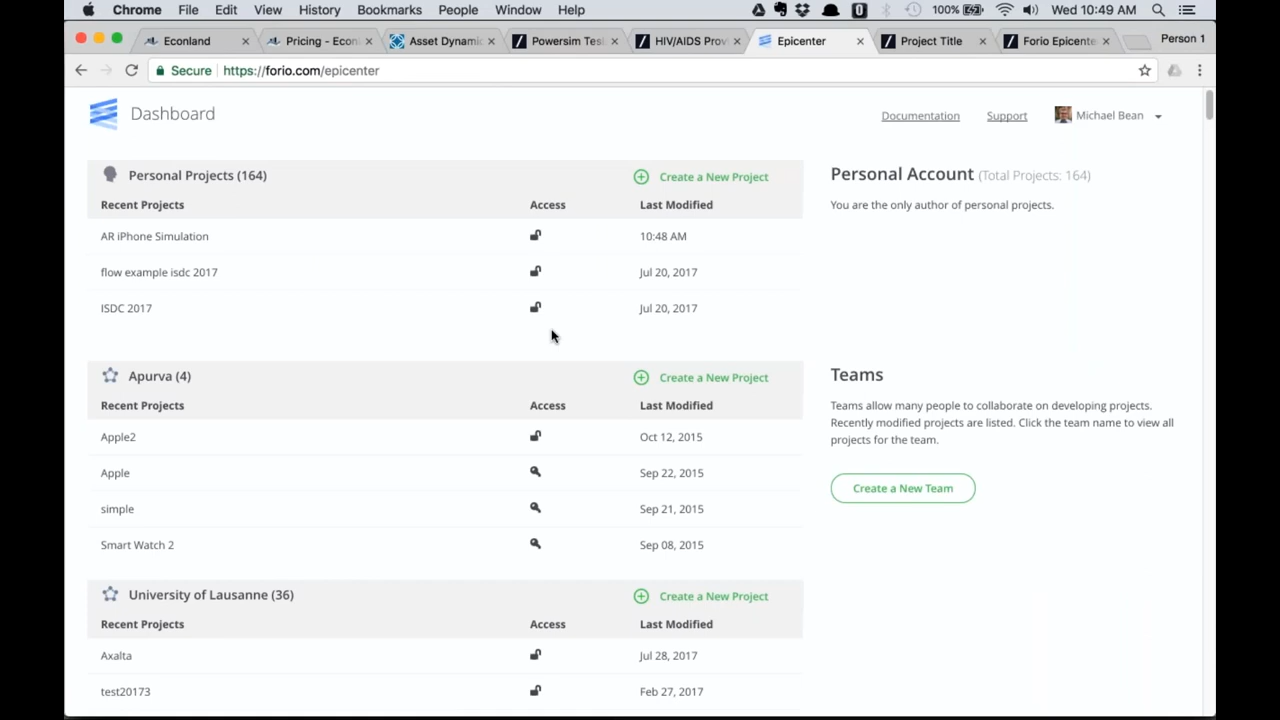 Chrome File Edit View History Bookmarks People Window Help 100% Wed 10:49 AM
Econland Pricing - Econ Asset Dynamic Powersim Tes HIV/AIDS Prov Epicenter Project Title Forio Epicente Person 1
Secure https://forio.com/epicenter
Dashboard Documentation Support Michael Bean
Personal Projects (164) Create a New Project
Recent Projects Access Last Modified
AR iPhone Simulation 10:48 AM
flow example isdc 2017 Jul 20, 2017
ISDC 2017 Jul 20, 2017
Personal Account (Total Projects: 164)
You are the only author of personal projects.
Apurva (4) Create a New Project
Recent Projects Access Last Modified
Apple2 Oct 12, 2015
Apple Sep 22, 2015
simple Sep 21, 2015
Smart Watch 2 Sep 08, 2015
Teams
Teams allow many people to collaborate on developing projects.
Recently modified projects are listed. Click the team name to view all
projects for the team.
Create a New Team
University of Lausanne (36) Create a New Project
Recent Projects Access Last Modified
Axalta Jul 28, 2017
test20173 Feb 27, 2017